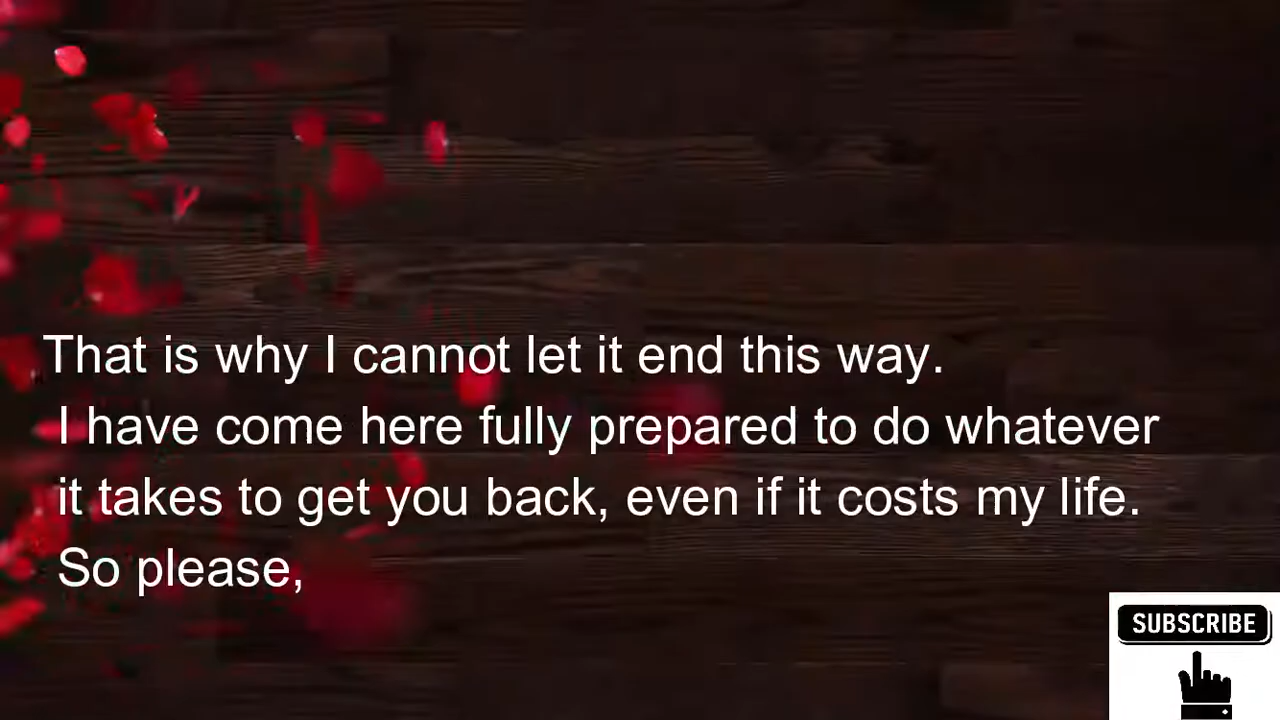 That is why I cannot let it end this way.
I have come here fully prepared to do whatever
it takes to get you back, even if it costs my life.
So please,
SUBSCRIBE